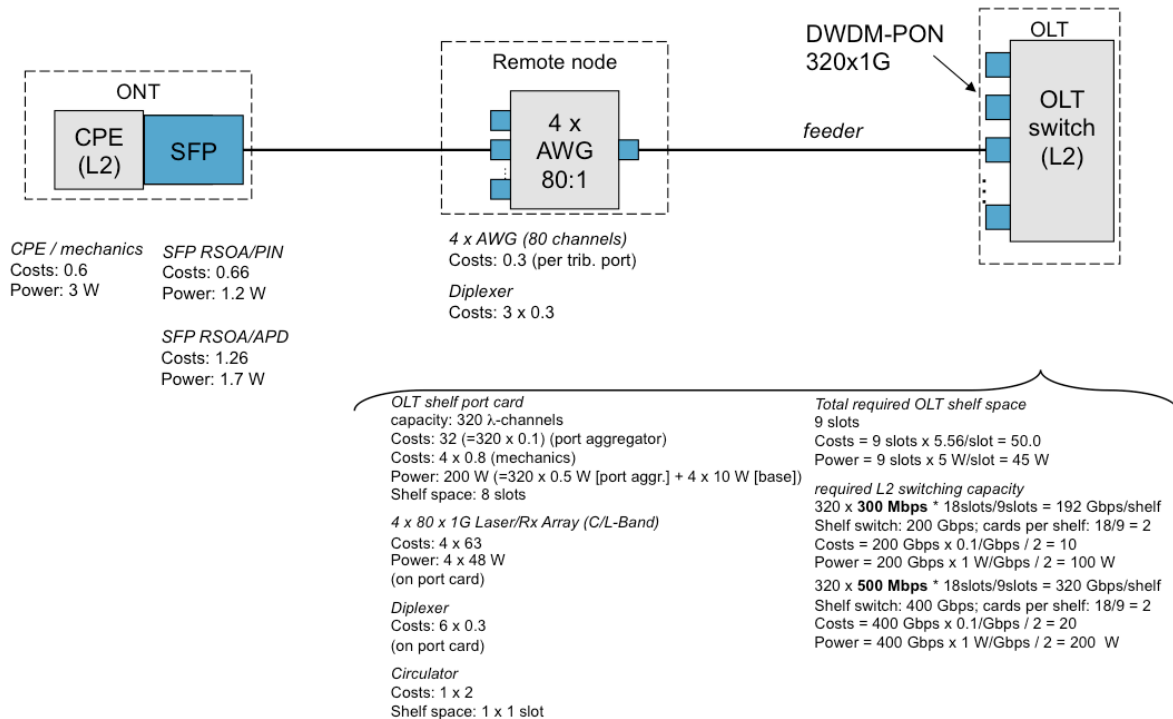 ONT
CPE
(L2)
SFP
Remote node
4 x
AWG
80:1
feeder
DWDM-PON
320x1G
OLT
OLT
switch
(L2)
CPE / mechanics
Costs: 0.6
Power: 3 W
SFP RSOA/PIN
Costs: 0.66
Power: 1.2 W
SFP RSOA/APD
Costs: 1.26
Power: 1.7 W
4 x AWG (80 channels)
Costs: 0.3 (per trib. port)
Diplexer
Costs: 3 x 0.3
OLT shelf port card
capacity: 320 λ-channels
Costs: 32 (=320 x 0.1) (port aggregator)
Costs: 4 x 0.8 (mechanics)
Power: 200 W (=320 x 0.5 W [port aggr.] + 4 x 10 W [base])
Shelf space: 8 slots
4 x 80 x 1G Laser/Rx Array (C/L-Band)
Costs: 4 x 63
Power: 4 x 48 W
(on port card)
Diplexer
Costs: 6 x 0.3
(on port card)
Circulator
Costs: 1 x 2
Shelf space: 1 x 1 slot
Total required OLT shelf space
9 slots
Costs = 9 slots x 5.56/slot = 50.0
Power = 9 slots x 5 W/slot = 45 W
required L2 switching capacity
320 x 300 Mbps * 18slots/9slots = 192 Gbps/shelf
Shelf switch: 200 Gbps; cards per shelf: 18/9 = 2
Costs = 200 Gbps x 0.1/Gbps / 2 = 10
Power = 200 Gbps x 1 W/Gbps / 2 = 100 W
320 x 500 Mbps * 18slots/9slots = 320 Gbps/shelf
Shelf switch: 400 Gbps; cards per shelf: 18/9 = 2
Costs = 400 Gbps x 0.1/Gbps / 2 = 20
Power = 400 Gbps x 1 W/Gbps / 2 = 200 W